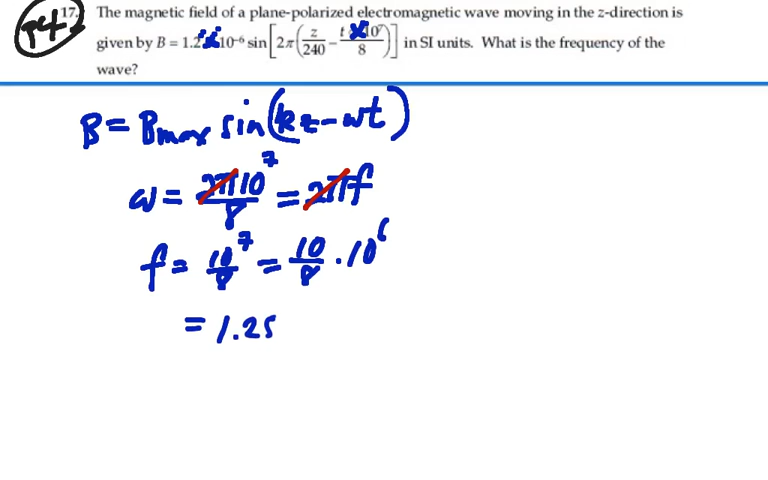 P41
17. The magnetic field of a plane-polarized electromagnetic wave moving in the z-direction is
given by B = 1.2 × 10⁻⁶ sin[2π(z/240 − t × 10⁷/8)] in SI units. What is the frequency of the
wave?
B = Bmax sin(kz − wt)
ω = 2π10⁷/8 = 2πf
f = 10⁷/8 = 10/8 · 10⁶
= 1.25